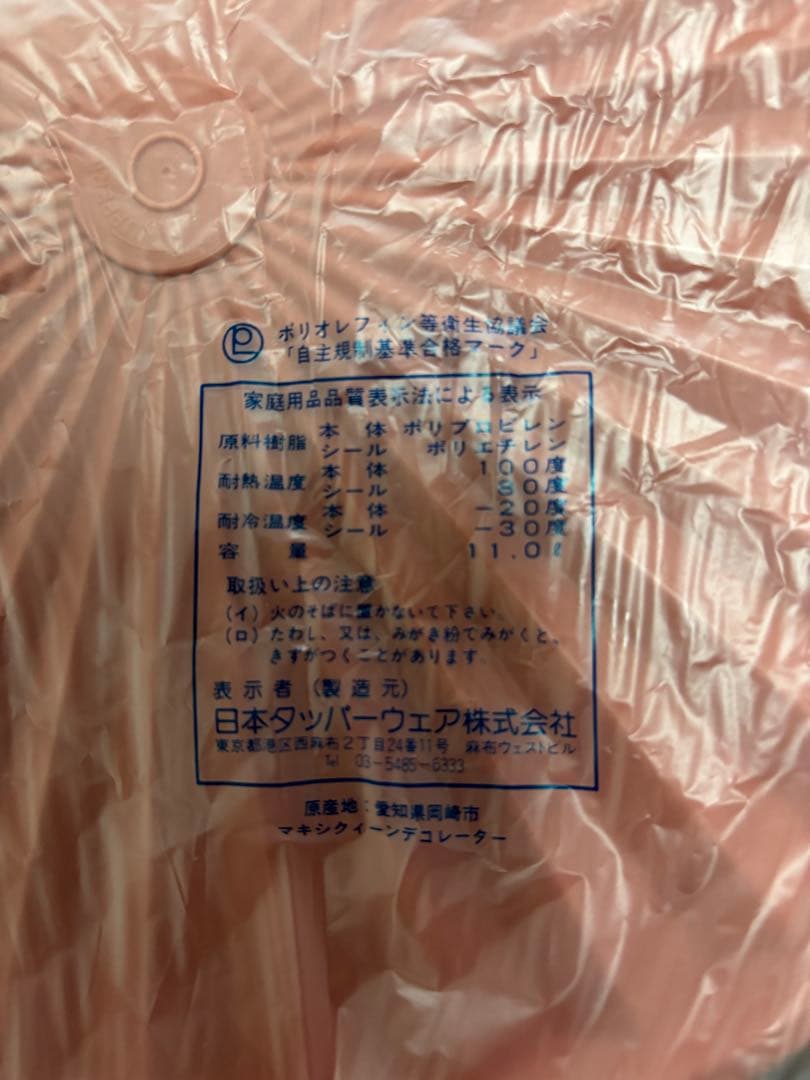 PL ポリオレフィン等衛生協議会
「自主規制基準合格マーク」
家庭用品品質表示法による表示
原料樹脂 本体 ポリプロピレン
シール ポリエチレン
耐熱温度 本体 100度
シール 80度
耐冷温度 本体 -20度
シール -30度
容量 11.0ℓ
取扱い上の注意
(イ) 火のそばに置かないで下さい。
(ロ) たわし、又は、みがき粉でみがくと、
きずがつくことがあります。
表示者 (製造元)
日本タッパーウェア株式会社
東京都港区西麻布2丁目24番11号 麻布ウェストビル
Tel 03-5485-6333
原産地:愛知県岡崎市
マキシクイーンデコレーター